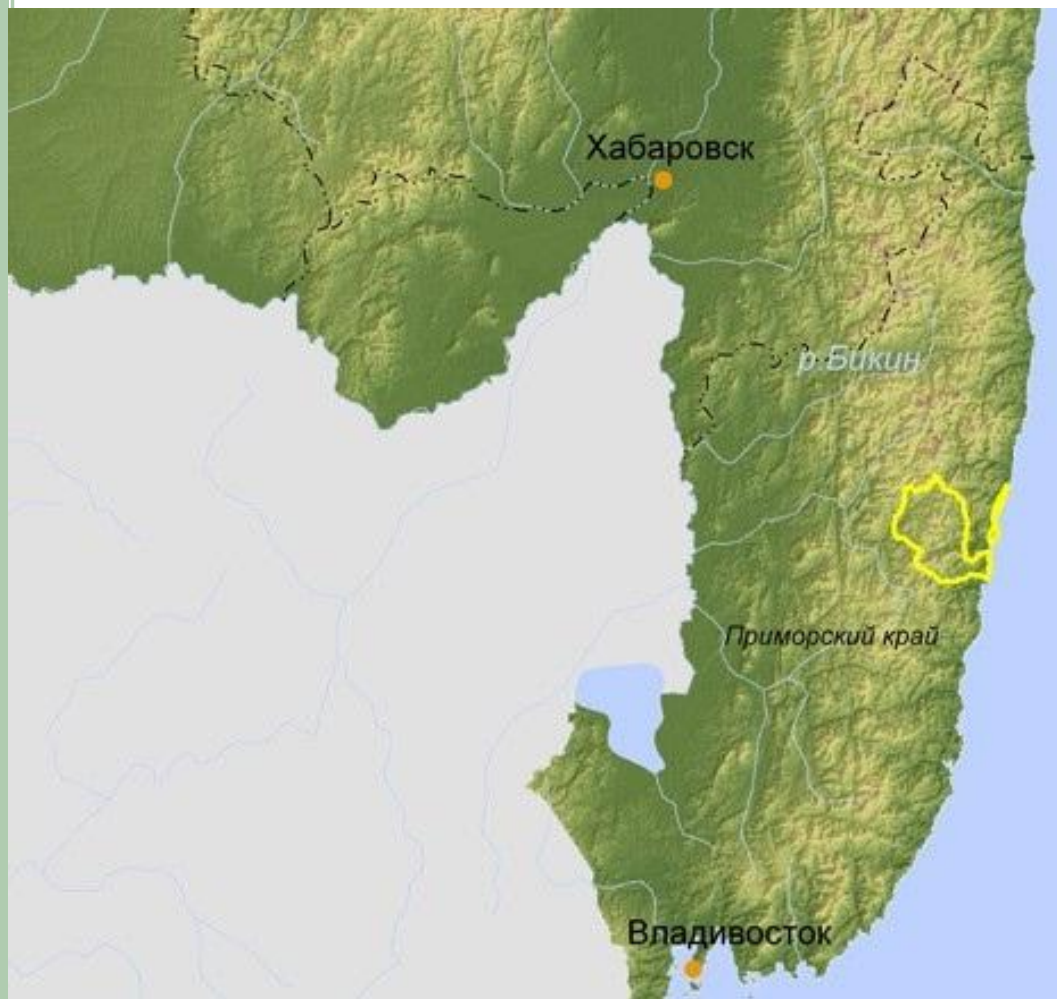 Хабаровск
р.Бикин
Приморский край
Владивосток